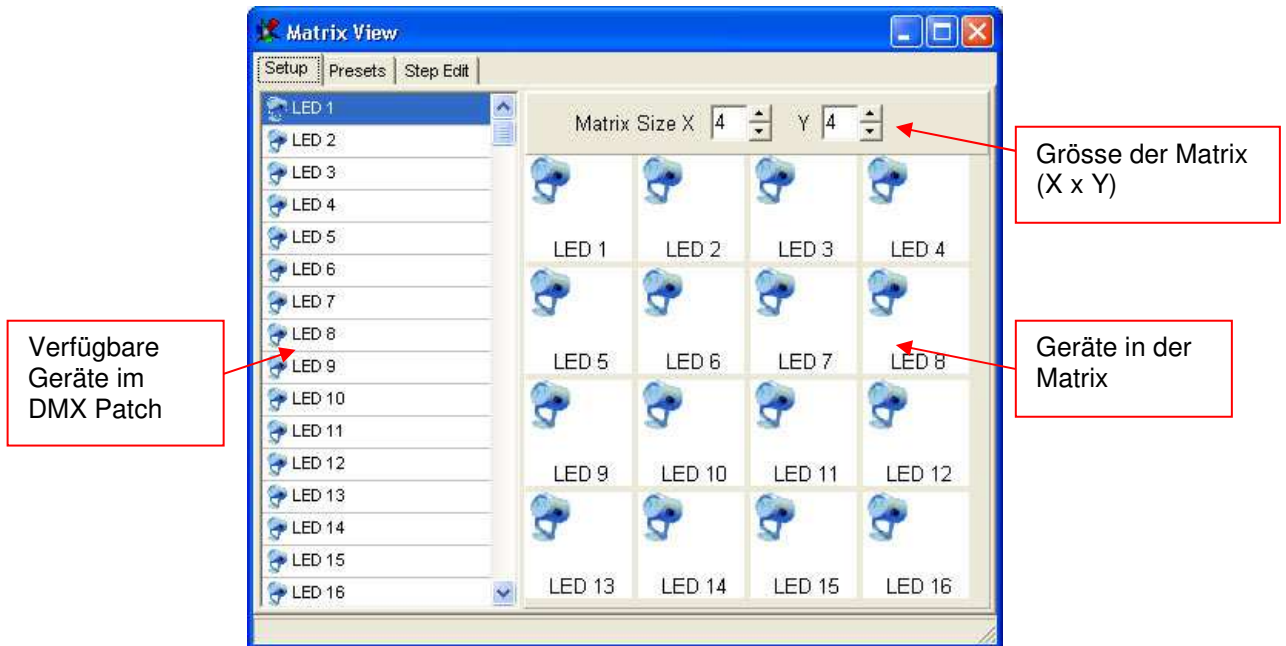 Matrix View
Setup Presets Step Edit
LED 1
LED 2
LED 3
LED 4
LED 5
LED 6
LED 7
LED 8
LED 9
LED 10
LED 11
LED 12
LED 13
LED 14
LED 15
LED 16
Matrix Size X 4 Y 4
LED 1 LED 2 LED 3 LED 4
LED 5 LED 6 LED 7 LED 8
LED 9 LED 10 LED 11 LED 12
LED 13 LED 14 LED 15 LED 16
Verfügbare
Geräte im
DMX Patch
Grösse der Matrix
(X x Y)
Geräte in der
Matrix